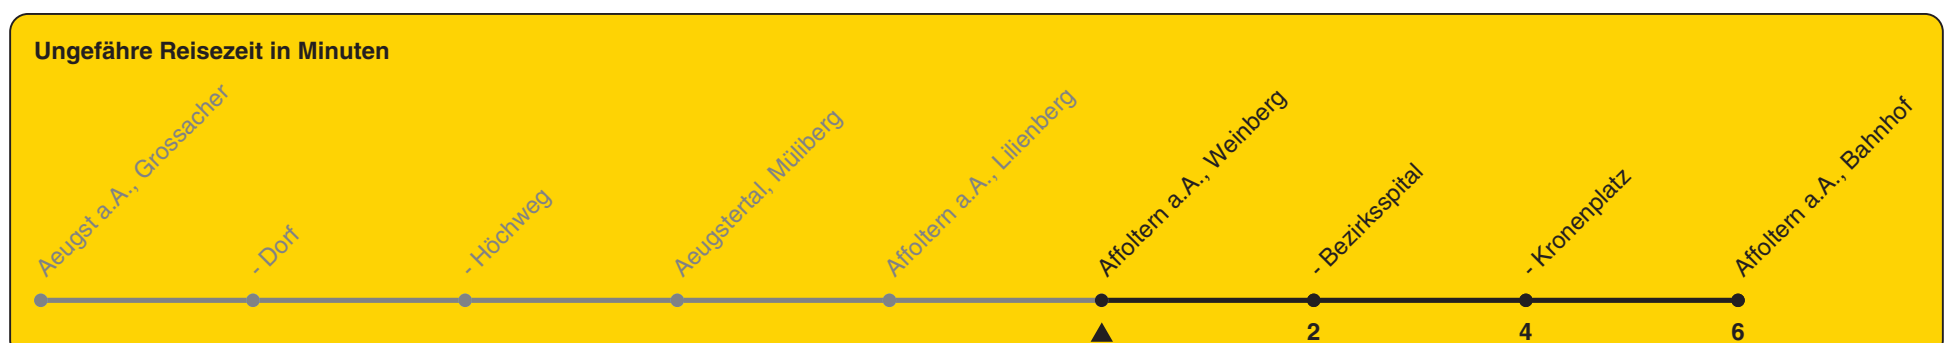 Ungefähre Reisezeit in Minuten
Aeugst a.A., Grossacher
- Dorf
- Höchweg
Aeugstertal, Müliberg
Affoltern a.A., Lilienberg
Affoltern a.A., Weinberg
- Bezirksspital
- Kronenplatz
Affoltern a.A., Bahnhof
2 4 6